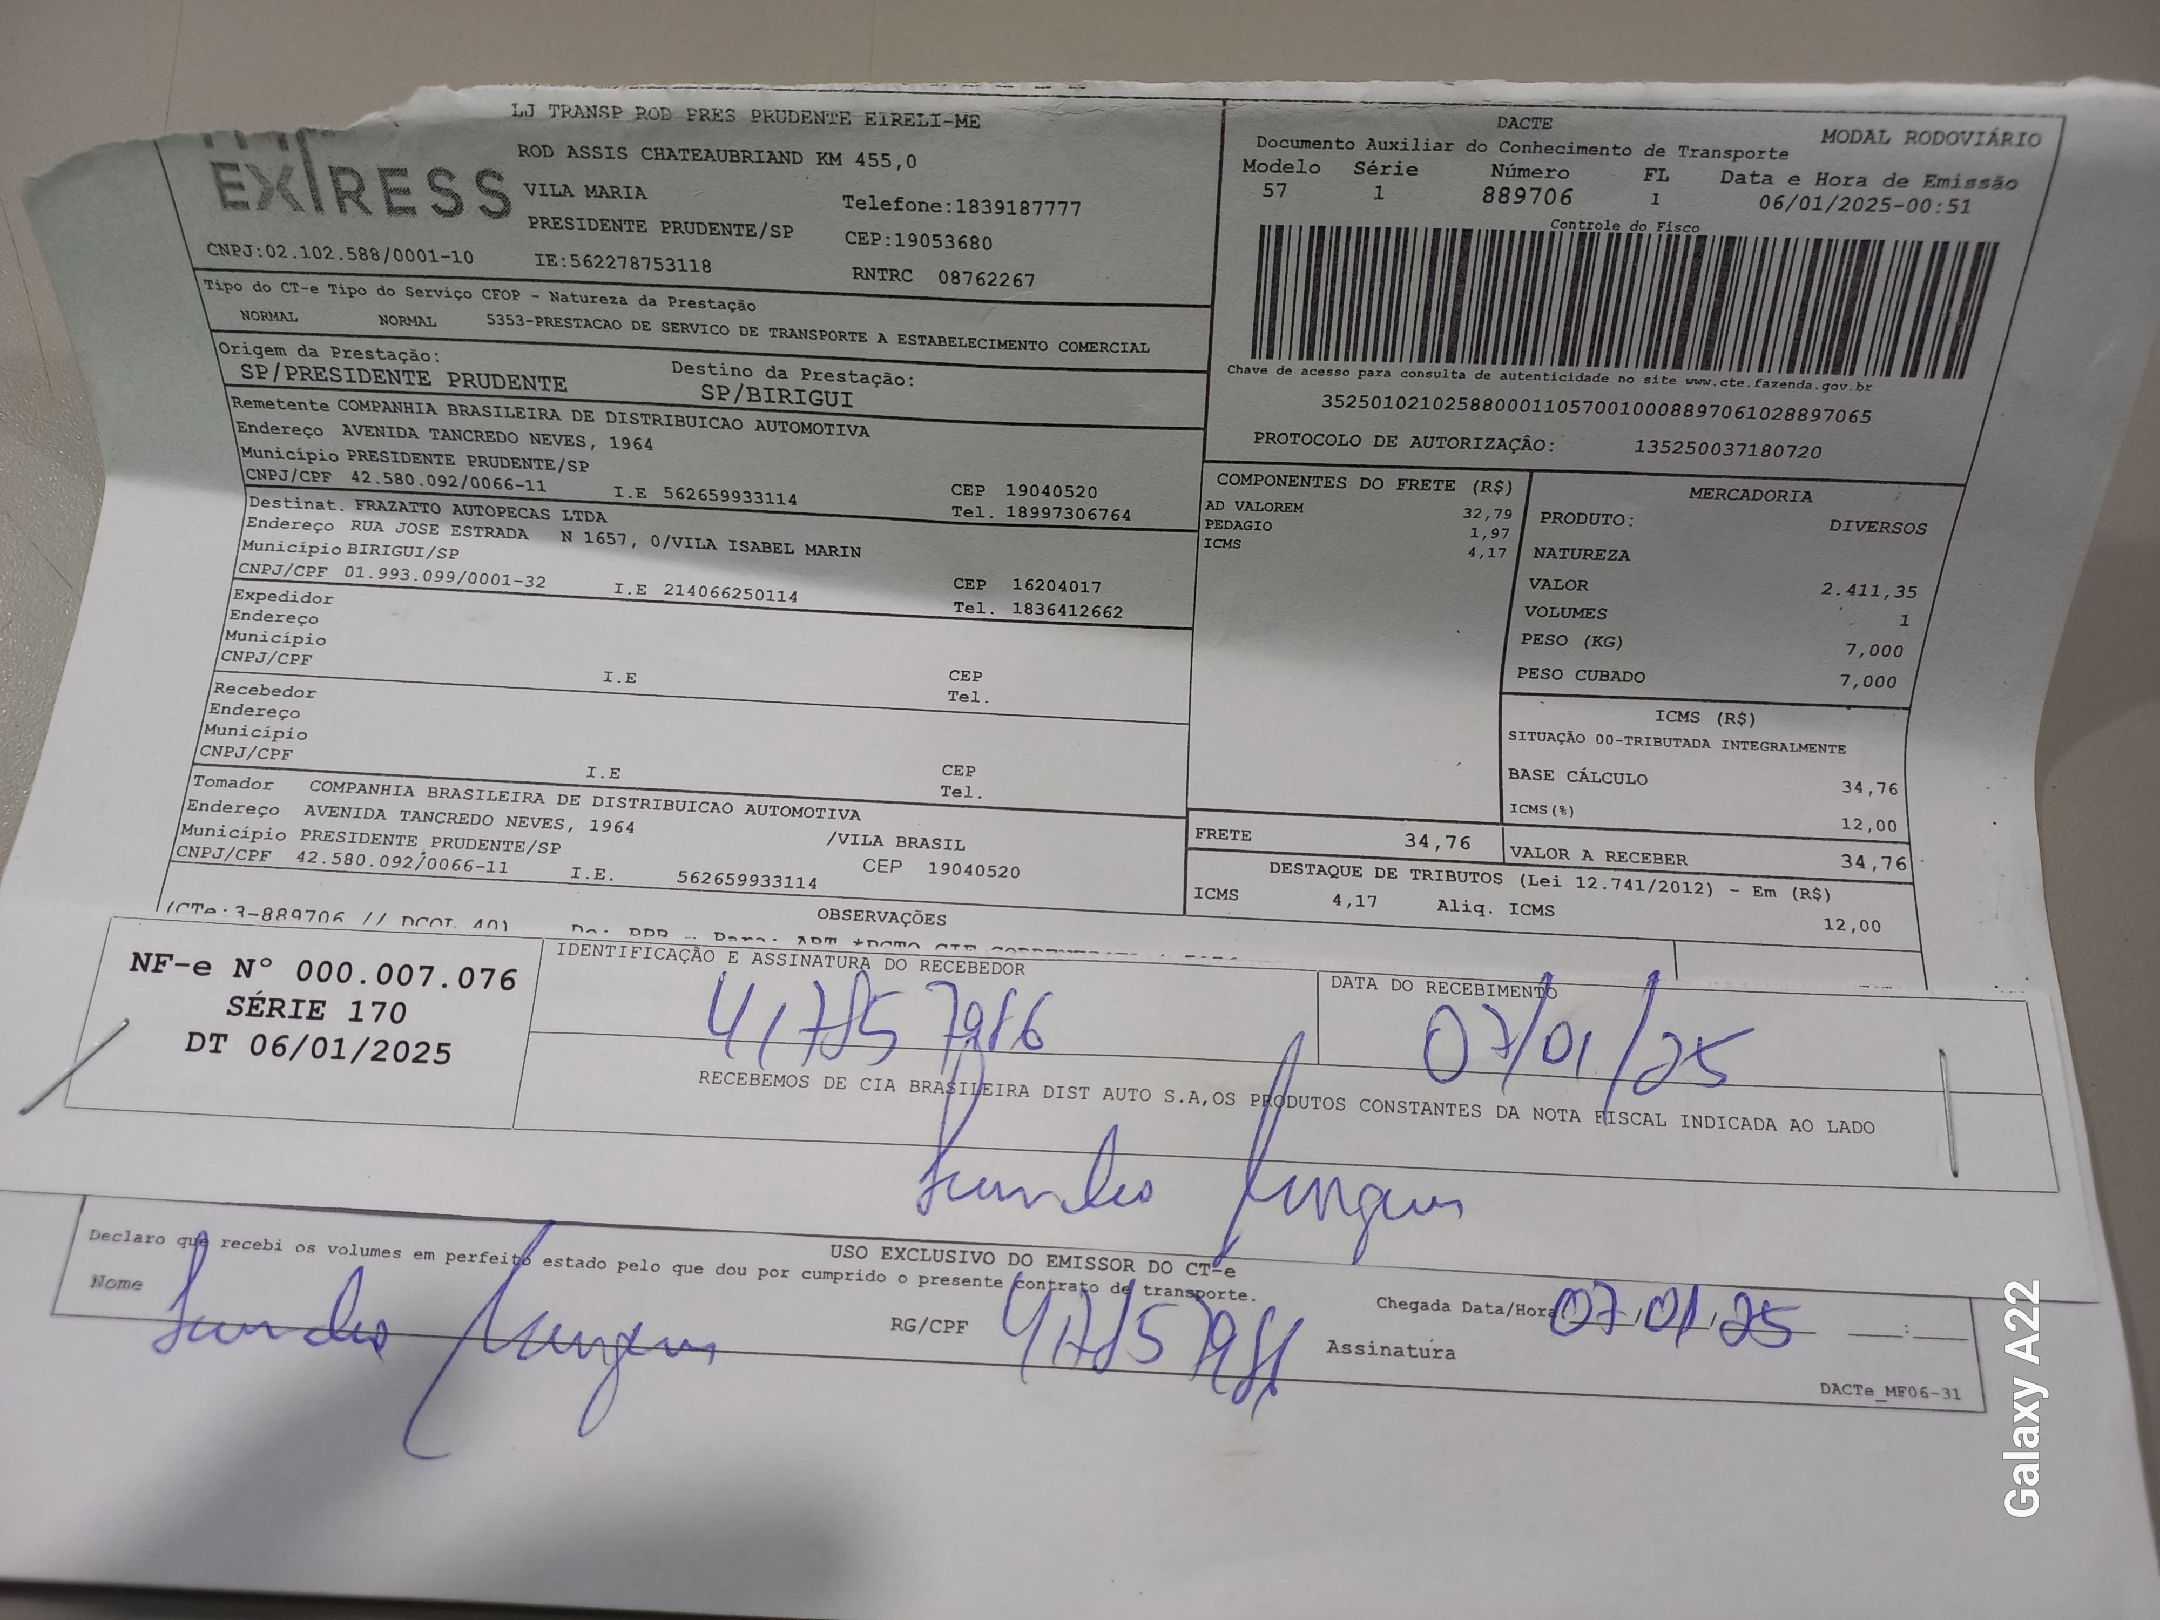 LJ TRANSP ROD PRES PRUDENTE EIRELI-ME
EXPRESS
ROD ASSIS CHATEAUBRIAND KM 455,0
VILA MARIA Telefone:1839187777
PRESIDENTE PRUDENTE/SP CEP:19053680
CNPJ:02.102.588/0001-10 IE:562278753118 RNTRC 08762267
DACTE
Documento Auxiliar do Conhecimento de Transporte MODAL RODOVIÁRIO
Modelo Série Número FL Data e Hora de Emissão
57 1 889706 1 06/01/2025-00:51
Controle do Fisco
Chave de acesso para consulta de autenticidade no site www.cte.fazenda.gov.br
35250102102588000110570010008897061028897065
PROTOCOLO DE AUTORIZAÇÂO: 135250037180720
Tipo do CT-e Tipo do Serviço CFOP - Natureza da Prestação
NORMAL NORMAL 5353-PRESTACAO DE SERVICO DE TRANSPORTE A ESTABELECIMENTO COMERCIAL
Origem da Prestação: Destino da Prestação:
SP/PRESIDENTE PRUDENTE SP/BIRIGUI
Remetente COMPANHIA BRASILEIRA DE DISTRIBUICAO AUTOMOTIVA
Endereço AVENIDA TANCREDO NEVES, 1964
Município PRESIDENTE PRUDENTE/SP CEP 19040520
CNPJ/CPF 42.580.092/0066-11 I.E 562659933114 Tel. 18997306764
Destinat. FRAZATTO AUTOPECAS LTDA
Endereço RUA JOSE ESTRADA N 1657, 0/VILA ISABEL MARIN
Município BIRIGUI/SP CEP 16204017
CNPJ/CPF 01.993.099/0001-32 I.E 214066250114 Tel. 1836412662
Expedidor
Endereço
Município CEP
CNPJ/CPF I.E Tel.
Recebedor
Endereço
Município CEP
CNPJ/CPF I.E Tel.
Tomador COMPANHIA BRASILEIRA DE DISTRIBUICAO AUTOMOTIVA
Endereço AVENIDA TANCREDO NEVES, 1964 /VILA BRASIL
Município PRESIDENTE PRUDENTE/SP CEP 19040520
CNPJ/CPF 42.580.092/0066-11 I.E. 562659933114
COMPONENTES DO FRETE (R$)
AD VALOREM 32,79
PEDAGIO 1,97
ICMS 4,17
MERCADORIA
PRODUTO: DIVERSOS
NATUREZA
VALOR 2.411,35
VOLUMES 1
PESO (KG) 7,000
PESO CUBADO 7,000
ICMS (R$)
SITUAÇÃO 00-TRIBUTADA INTEGRALMENTE
BASE CÁLCULO 34,76
ICMS(%) 12,00
FRETE 34,76 VALOR A RECEBER 34,76
DESTAQUE DE TRIBUTOS (Lei 12.741/2012) - Em (R$)
ICMS 4,17 Aliq. ICMS 12,00
OBSERVAÇÕES
(CTe:3-889706 //
NF-e N° 000.007.076
SÉRIE 170
DT 06/01/2025
IDENTIFICAÇÃO E ASSINATURA DO RECEBEDOR
DATA DO RECEBIMENTO
07/01/25
RECEBEMOS DE CIA BRASILEIRA DIST AUTO S.A,OS PRODUTOS CONSTANTES DA NOTA FISCAL INDICADA AO LADO
USO EXCLUSIVO DO EMISSOR DO CT-e
Declaro que recebi os volumes em perfeito estado pelo que dou por cumprido o presente contrato de transporte.
Nome RG/CPF Chegada Data/Hora 07/01/25 :
Assinatura
DACTe_MF06-31
Galaxy A22